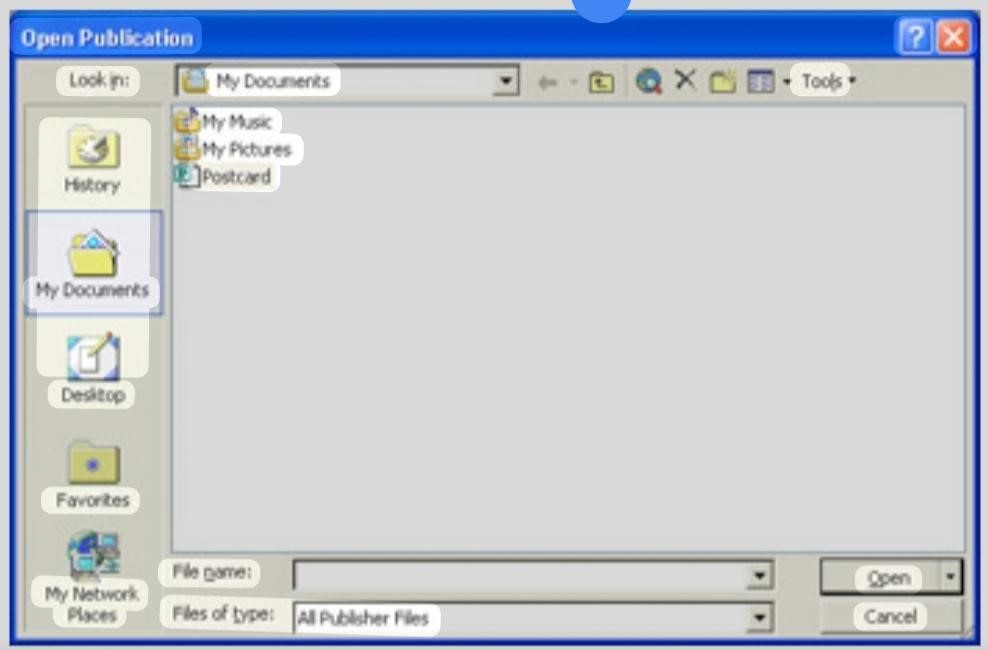 Open Publication
Look in:
My Documents
Tools
My Music
My Pictures
Postcard
History
My Documents
Desktop
Favorites
My Network
Places
File name:
Open
Files of type:
All Publisher Files
Cancel